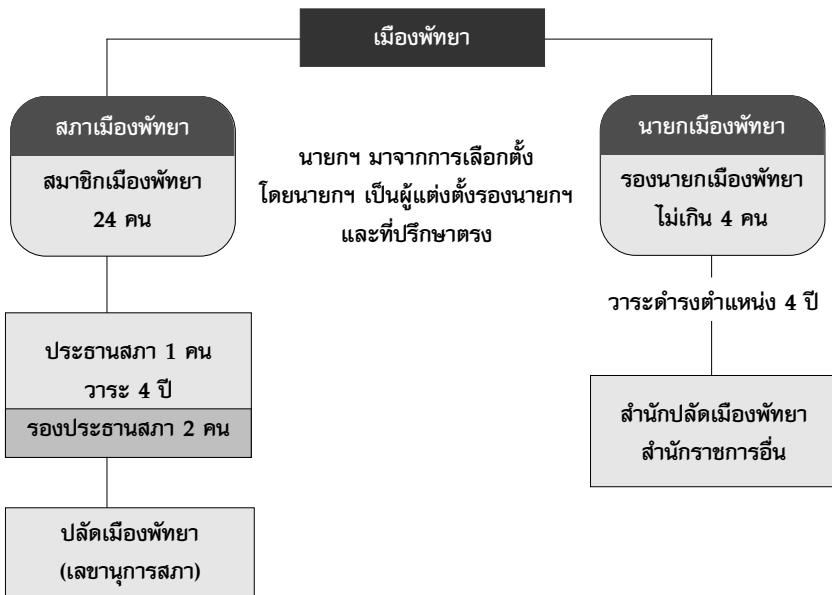 เมืองพัทยา
สภาเมืองพัทยา
สมาชิกเมืองพัทยา
24 คน
นายกฯ มาจากการเลือกตั้ง
โดยนายกฯ เป็นผู้แต่งตั้งรองนายกฯ
และที่ปรึกษาตรง
นายกเมืองพัทยา
รองนายกเมืองพัทยา
ไม่เกิน 4 คน
วาระดำรงตำแหน่ง 4 ปี
ประธานสภา 1 คน
วาระ 4 ปี
รองประธานสภา 2 คน
สำนักปลัดเมืองพัทยา
สำนักราชการอื่น
ปลัดเมืองพัทยา
(เลขานุการสภา)